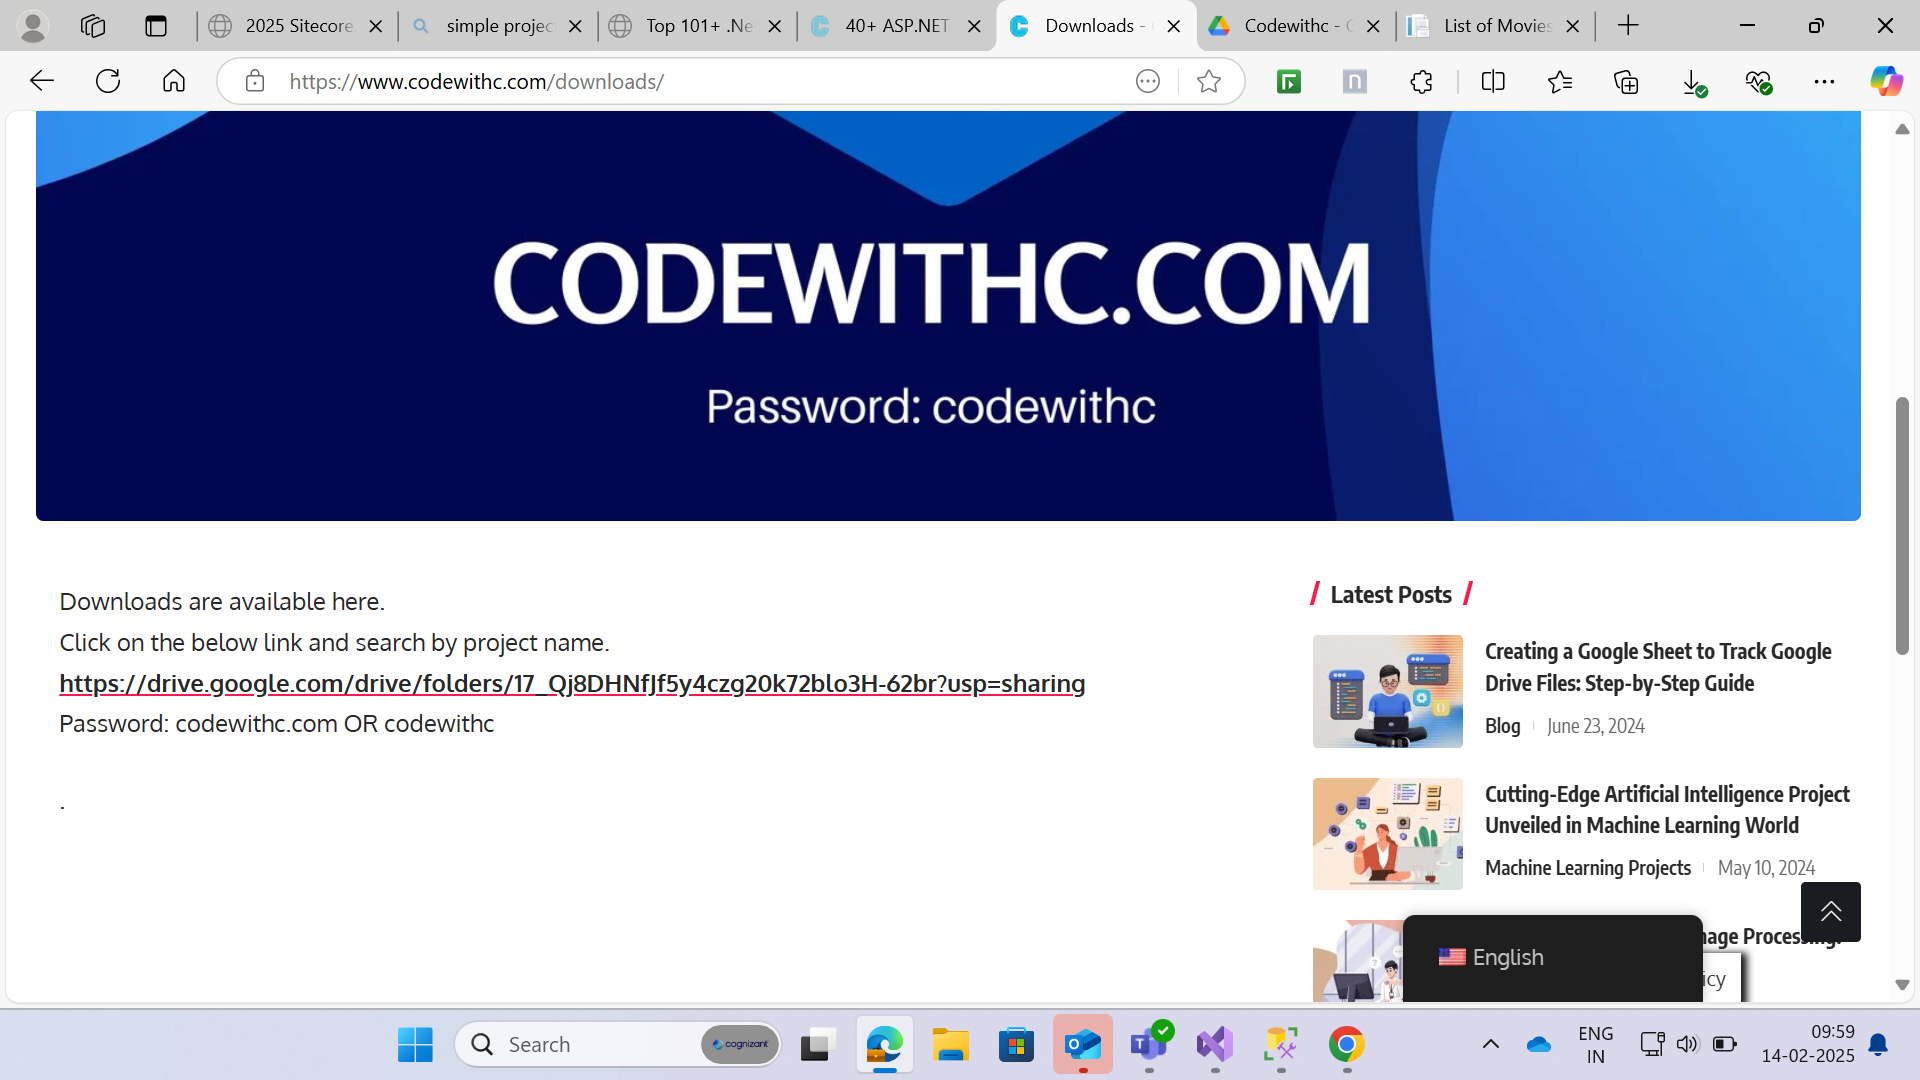 2025 Sitecore
simple projec
Top 101+ .Ne
40+ ASP.NET
Downloads -
Codewithc -
List of Movies
https://www.codewithc.com/downloads/
CODEWITHC.COM
Password: codewithc
Downloads are available here.
Click on the below link and search by project name.
https://drive.google.com/drive/folders/17_Qj8DHNfJf5y4czg20k72blo3H-62br?usp=sharing
Password: codewithc.com OR codewithc
.
/ Latest Posts /
Creating a Google Sheet to Track Google
Drive Files: Step-by-Step Guide
Blog June 23, 2024
Cutting-Edge Artificial Intelligence Project
Unveiled in Machine Learning World
Machine Learning Projects May 10, 2024
mage Processing:
English
icy
Search
cognizant
ENG
IN
09:59
14-02-2025